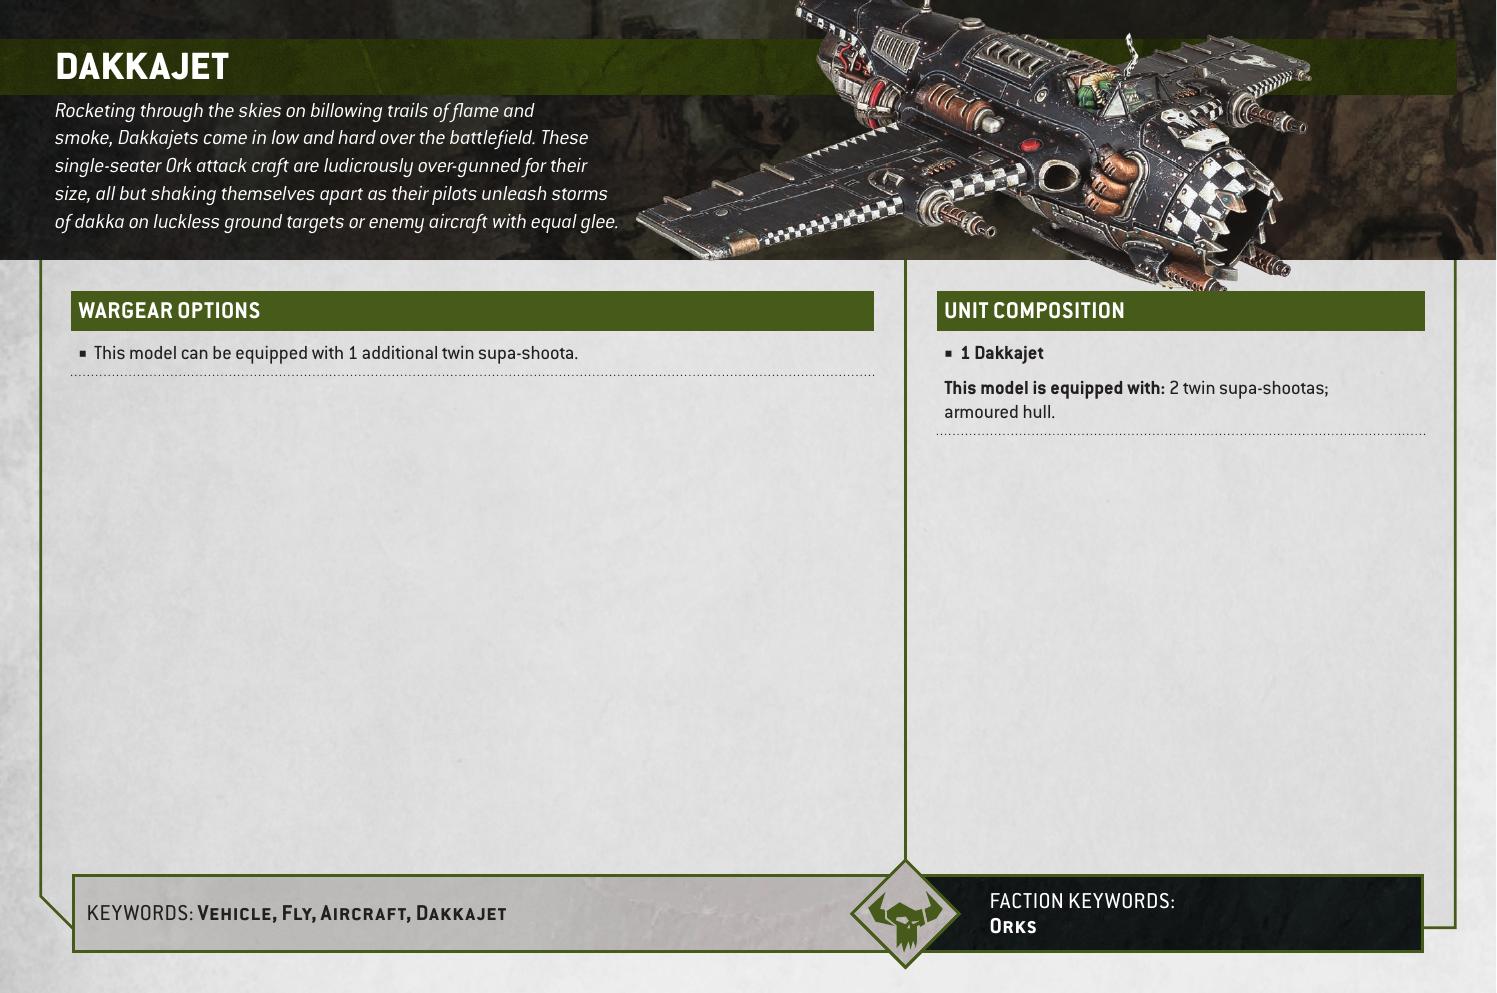 DAKKAJET
Rocketing through the skies on billowing trails of flame and
smoke, Dakkajets come in low and hard over the battlefield. These
single-seater Ork attack craft are ludicrously over-gunned for their
size, all but shaking themselves apart as their pilots unleash storms
of dakka on luckless ground targets or enemy aircraft with equal glee.
WARGEAR OPTIONS
▪ This model can be equipped with 1 additional twin supa-shoota.
UNIT COMPOSITION
▪ 1 Dakkajet
This model is equipped with: 2 twin supa-shootas;
armoured hull.
KEYWORDS: Vehicle, Fly, Aircraft, Dakkajet
FACTION KEYWORDS:
Orks